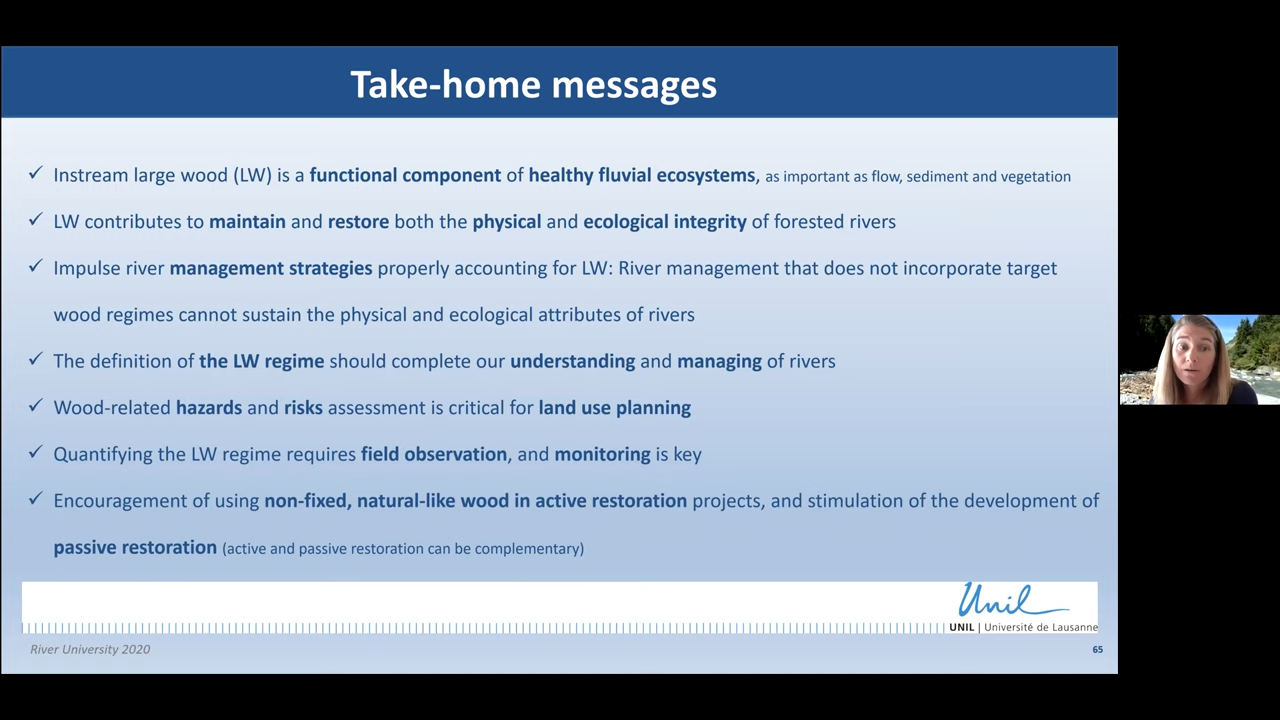 Take-home messages
✓ Instream large wood (LW) is a functional component of healthy fluvial ecosystems, as important as flow, sediment and vegetation
✓ LW contributes to maintain and restore both the physical and ecological integrity of forested rivers
✓ Impulse river management strategies properly accounting for LW: River management that does not incorporate target
wood regimes cannot sustain the physical and ecological attributes of rivers
✓ The definition of the LW regime should complete our understanding and managing of rivers
✓ Wood-related hazards and risks assessment is critical for land use planning
✓ Quantifying the LW regime requires field observation, and monitoring is key
✓ Encouragement of using non-fixed, natural-like wood in active restoration projects, and stimulation of the development of
passive restoration (active and passive restoration can be complementary)
Unil
UNIL | Université de Lausanne
River University 2020
65